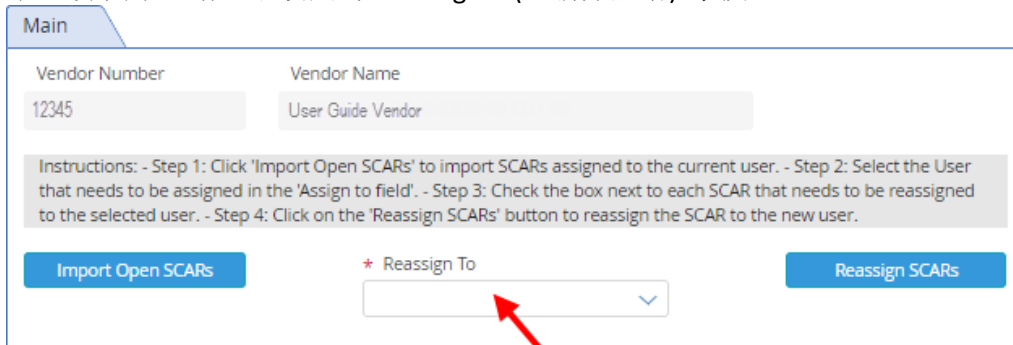 Main
Vendor Number Vendor Name
12345 User Guide Vendor
Instructions: - Step 1: Click 'Import Open SCARs' to import SCARs assigned to the current user. - Step 2: Select the User
that needs to be assigned in the 'Assign to field'. - Step 3: Check the box next to each SCAR that needs to be reassigned
to the selected user. - Step 4: Click on the 'Reassign SCARs' button to reassign the SCAR to the new user.
* Reassign To
Import Open SCARs Reassign SCARs